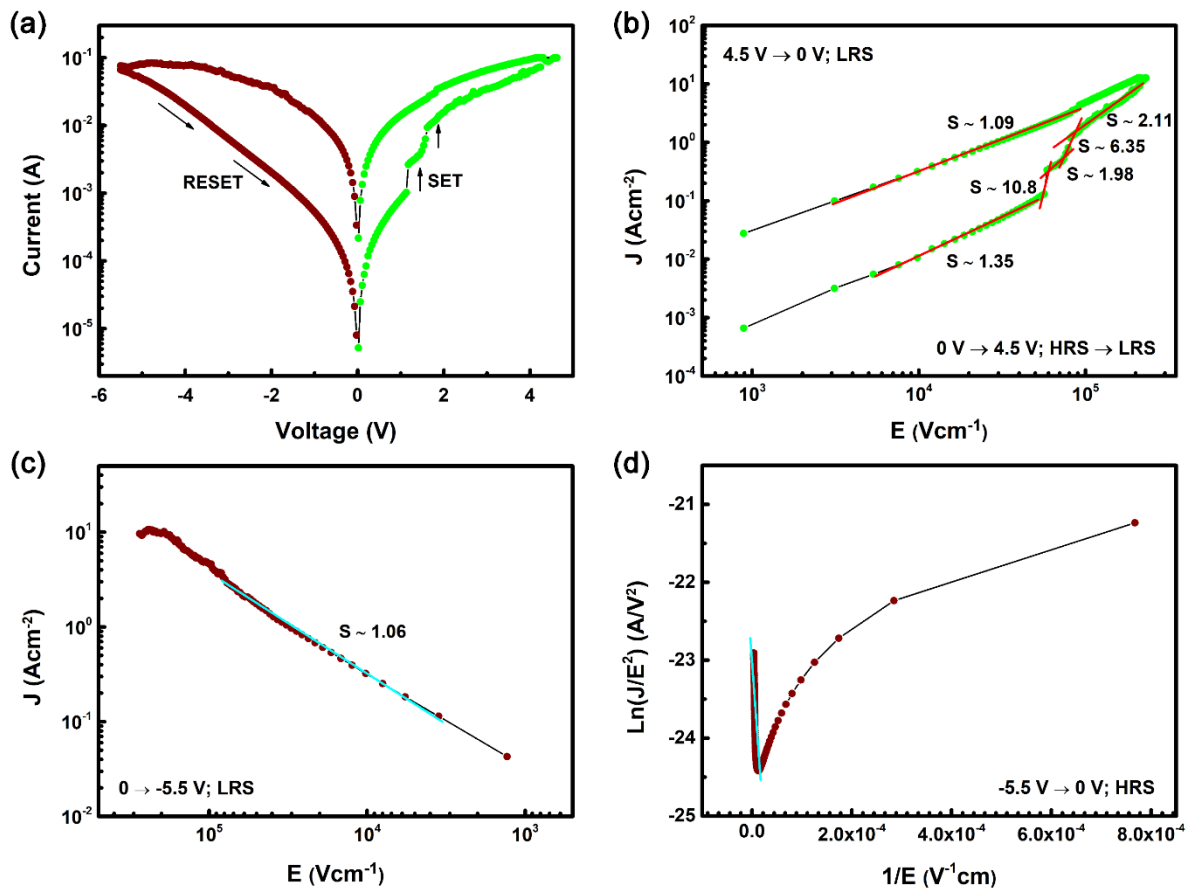 (a)
Current (A)
10⁻¹
10⁻²
10⁻³
10⁻⁴
10⁻⁵
RESET
SET
-6 -4 -2 0 2 4
Voltage (V)
(b)
J (Acm⁻²)
10²
10¹
10⁰
10⁻¹
10⁻²
10⁻³
10⁻⁴
4.5 V → 0 V; LRS
S ~ 1.09
S ~ 2.11
S ~ 6.35
S ~ 1.98
S ~ 10.8
S ~ 1.35
0 V → 4.5 V; HRS → LRS
10³ 10⁴ 10⁵
E (Vcm⁻¹)
(c)
J (Acm⁻²)
10¹
10⁰
10⁻¹
10⁻²
S ~ 1.06
0 → -5.5 V; LRS
10⁵ 10⁴ 10³
E (Vcm⁻¹)
(d)
Ln(J/E²) (A/V²)
-21
-22
-23
-24
-25
-5.5 V → 0 V; HRS
0.0 2.0x10⁻⁴ 4.0x10⁻⁴ 6.0x10⁻⁴ 8.0x10⁻⁴
1/E (V⁻¹cm)